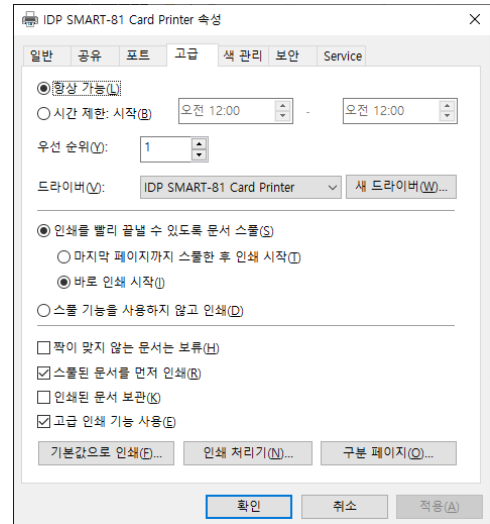 IDP SMART-81 Card Printer 속성
일반 공유 포트 고급 색 관리 보안 Service
항상 가능(L)
시간 제한: 시작(B) 오전 12:00 - 오전 12:00
우선 순위(Y): 1
드라이버(V): IDP SMART-81 Card Printer 새 드라이버(W)...
인쇄를 빨리 끝낼 수 있도록 문서 스풀(S)
마지막 페이지까지 스풀한 후 인쇄 시작(T)
바로 인쇄 시작(I)
스풀 기능을 사용하지 않고 인쇄(D)
짝이 맞지 않는 문서는 보류(H)
스풀된 문서를 먼저 인쇄(R)
인쇄된 문서 보관(K)
고급 인쇄 기능 사용(E)
기본값으로 인쇄(F)... 인쇄 처리기(N)... 구분 페이지(O)...
확인 취소 적용(A)